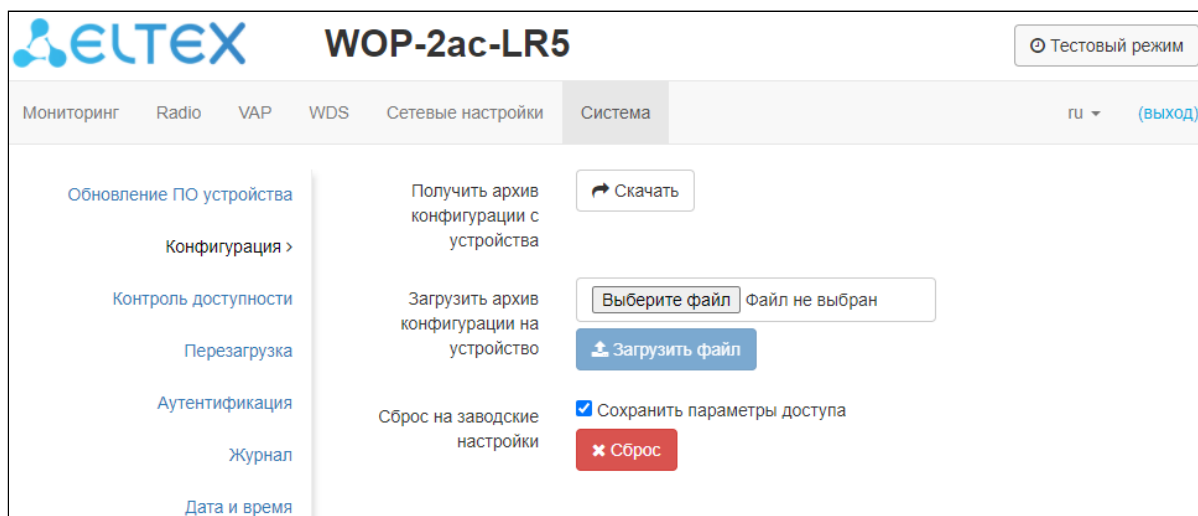 ELTEX WOP-2ac-LR5 Тестовый режим
Мониторинг Radio VAP WDS Сетевые настройки Система ru (выход)
Обновление ПО устройства
Конфигурация >
Контроль доступности
Перезагрузка
Аутентификация
Журнал
Дата и время
Получить архив
конфигурации с
устройства
Скачать
Загрузить архив
конфигурации на
устройство
Выберите файл Файл не выбран
Загрузить файл
Сброс на заводские
настройки
Сохранить параметры доступа
Сброс